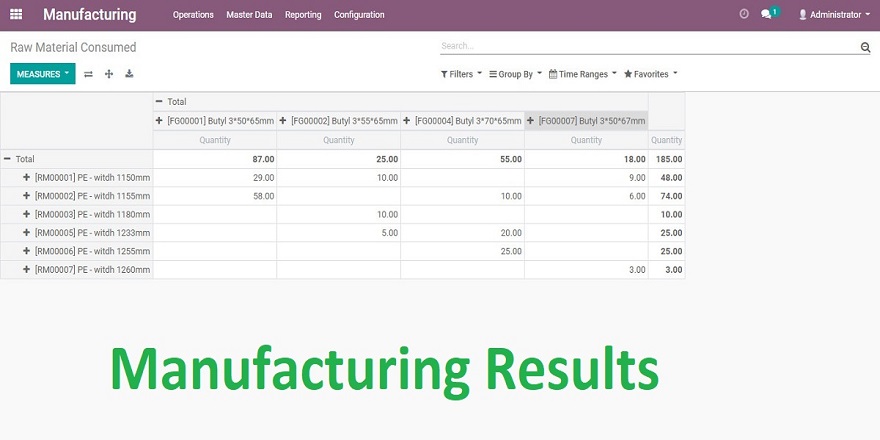 Manufacturing Operations Master Data Reporting Configuration 1 Administrator
Raw Material Consumed Search...
MEASURES Filters Group By Time Ranges Favorites
Total
[FG00001] Butyl 3*50*65mm [FG00002] Butyl 3*55*65mm [FG00004] Butyl 3*70*65mm [FG00007] Butyl 3*50*67mm
Quantity Quantity Quantity Quantity Quantity
Total 87.00 25.00 55.00 18.00 185.00
[RM00001] PE - witdh 1150mm 29.00 10.00 9.00 48.00
[RM00002] PE - witdh 1155mm 58.00 10.00 6.00 74.00
[RM00003] PE - witdh 1180mm 10.00 10.00
[RM00005] PE - witdh 1233mm 5.00 20.00 25.00
[RM00006] PE - witdh 1255mm 25.00 25.00
[RM00007] PE - witdh 1260mm 3.00 3.00
Manufacturing Results